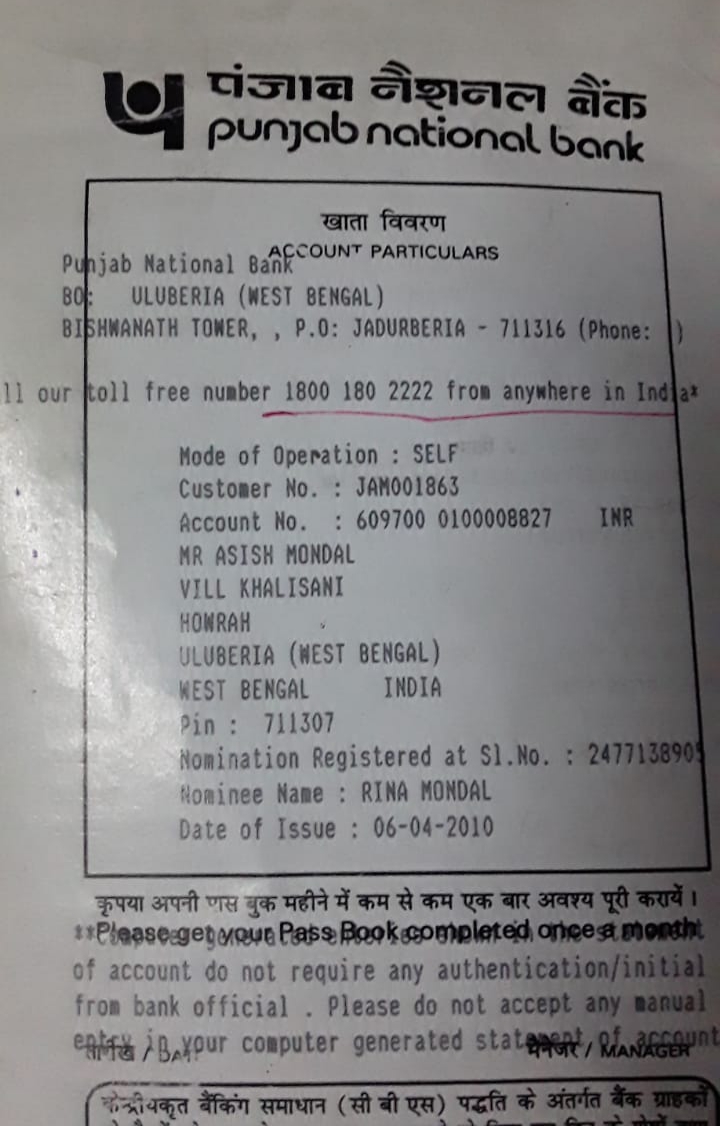 पंजाब नैशनल बैंक
punjab national bank
खाता विवरण
ACCOUNT PARTICULARS
Punjab National Bank
BO: ULUBERIA (WEST BENGAL)
BISHWANATH TOWER, , P.O: JADURBERIA - 711316 (Phone: )
ll our toll free number 1800 180 2222 from anywhere in India*
Mode of Operation : SELF
Customer No. : JAM001863
Account No. : 609700 0100008827 INR
MR ASISH MONDAL
VILL KHALISANI
HOWRAH
ULUBERIA (WEST BENGAL)
WEST BENGAL INDIA
Pin : 711307
Nomination Registered at Sl.No. : 2477138905
Nominee Name : RINA MONDAL
Date of Issue : 06-04-2010
कृपया अपनी पास बुक महीने में कम से कम एक बार अवश्य पूरी करायें ।
**Please get your Pass Book completed once a month
of account do not require any authentication/initial
from bank official . Please do not accept any manual
entry in your computer generated statement of account
तारीख / DATE मैनेजर / MANAGER
केन्द्रीयकृत बैंकिंग समाधान (सी बी एस) पद्धति के अंतर्गत बैंक ग्राहकों